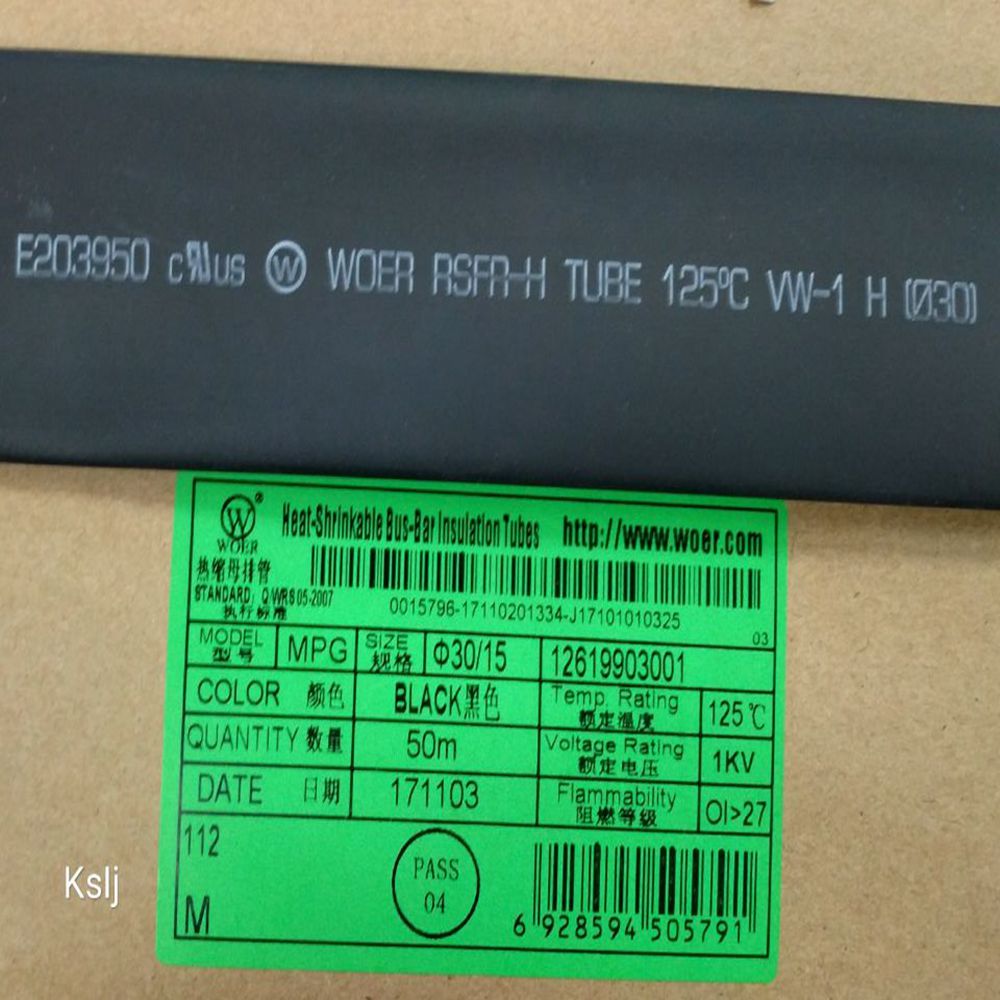 E203950 cRUus W WOER RSFR-H TUBE 125℃ VW-1 H (Ø30)
W® Heat-Shrinkable Bus-Bar Insulation Tubes http://www.woer.com
WOER
热缩母排管
STANDARD: Q/WRS05-2007
执行标准
0015796-17110201334-J17101010325
03
MODEL 型号 MPG SIZE 规格 Φ30/15 12619903001
COLOR 颜色 BLACK黑色 Temp. Rating 额定温度 125℃
QUANTITY 数量 50m Voltage Rating 额定电压 1KV
DATE 日期 171103 Flammability 阻燃等级 OI>27
112
PASS
04
M
6 928594 505791
Kslj